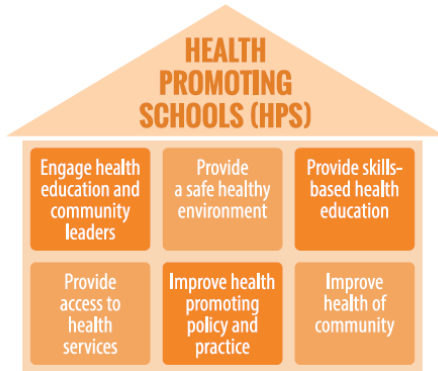 HEALTH
PROMOTING
SCHOOLS (HPS)
Engage health
education and
community
leaders
Provide
a safe healthy
environment
Provide skills-
based health
education
Provide
access to
health
services
Improve health
promoting
policy and
practice
Improve
health of
community